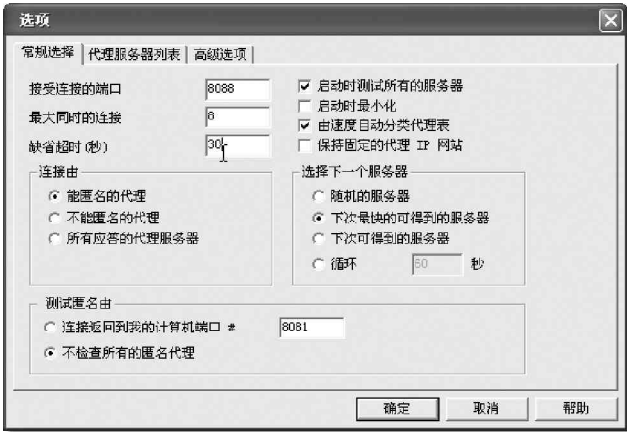 选项
常规选择 代理服务器列表 高级选项
接受连接的端口 8088
最大同时的连接 6
缺省超时(秒) 30
启动时测试所有的服务器
启动时最小化
由速度自动分类代理表
保持固定的代理 IP 网站
连接由
能匿名的代理
不能匿名的代理
所有应答的代理服务器
选择下一个服务器
随机的服务器
下次最快的可得到的服务器
下次可得到的服务器
循环 60 秒
测试匿名由
连接返回到我的计算机端口 # 8081
不检查所有的匿名代理
确定 取消 帮助